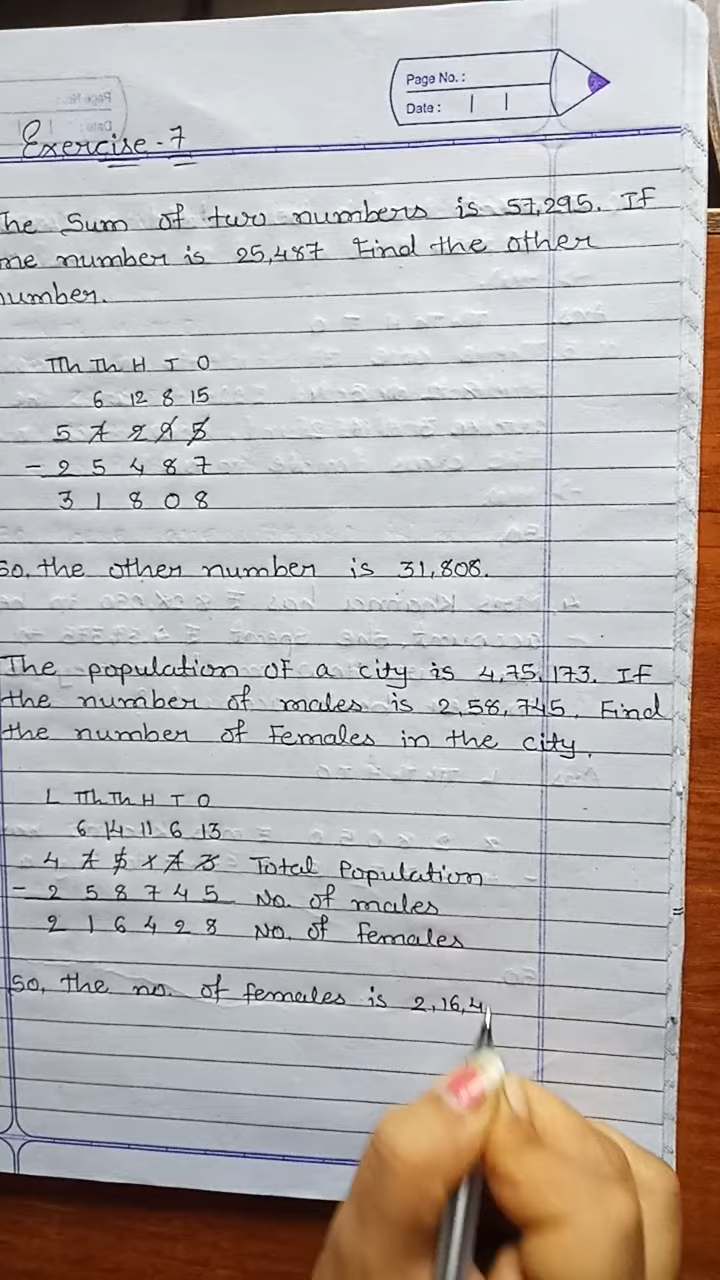 Page No.:
Date:
Exercise-7
The Sum of two numbers is 57,295. If
one number is 25,487 Find the other
number.
TTh Th H T O
6 12 8 15
5 7 2 9 5
- 2 5 4 8 7
3 1 8 0 8
So, the other number is 31,808.
The population of a city is 4,75,173. If
the number of males is 2,58,745. Find
the number of Females in the city.
L TTh Th H T O
6 14 11 6 13
4 7 5 1 7 3 Total Population
- 2 5 8 7 4 5 No. of males
2 1 6 4 2 8 No. of females
So, the no. of females is 2,16,4